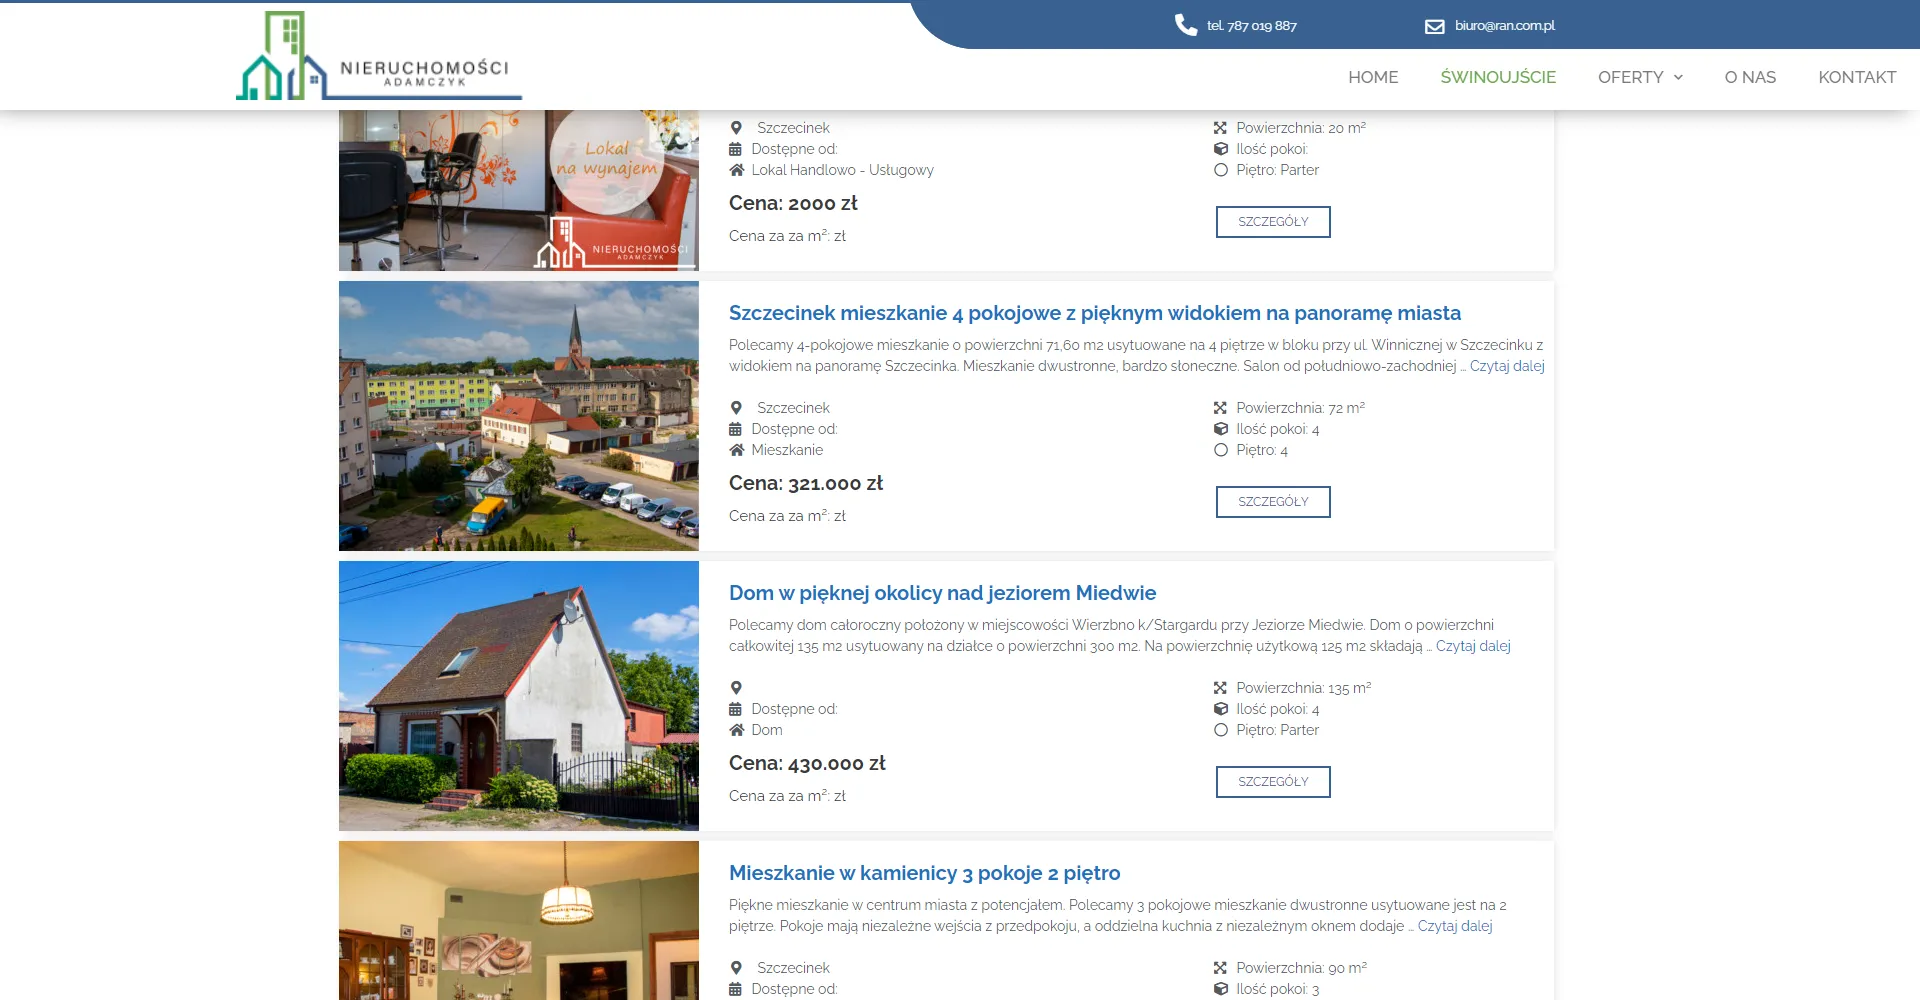 tel. 787 019 887
biuro@ran.com.pl
NIERUCHOMOŚCI
ADAMCZYK
HOME
ŚWINOUJŚCIE
OFERTY
O NAS
KONTAKT
Lokal
na wynajem
NIERUCHOMOŚCI
ADAMCZYK
Szczecinek
Powierzchnia: 20 m²
Dostępne od:
Ilość pokoi:
Lokal Handlowo - Usługowy
Piętro: Parter
Cena: 2000 zł
SZCZEGÓŁY
Cena za za m²: zł
Szczecinek mieszkanie 4 pokojowe z pięknym widokiem na panoramę miasta
Polecamy 4-pokojowe mieszkanie o powierzchni 71,60 m2 usytuowane na 4 piętrze w bloku przy ul. Winnicznej w Szczecinku z
widokiem na panoramę Szczecinka. Mieszkanie dwustronne, bardzo słoneczne. Salon od południowo-zachodniej ... Czytaj dalej
Szczecinek
Powierzchnia: 72 m²
Dostępne od:
Ilość pokoi: 4
Mieszkanie
Piętro: 4
Cena: 321.000 zł
SZCZEGÓŁY
Cena za za m²: zł
Dom w pięknej okolicy nad jeziorem Miedwie
Polecamy dom całoroczny położony w miejscowości Wierzbno k/Stargardu przy Jeziorze Miedwie. Dom o powierzchni
całkowitej 135 m2 usytuowany na działce o powierzchni 300 m2. Na powierzchnię użytkową 125 m2 składają ... Czytaj dalej
Powierzchnia: 135 m²
Dostępne od:
Ilość pokoi: 4
Dom
Piętro: Parter
Cena: 430.000 zł
SZCZEGÓŁY
Cena za za m²: zł
Mieszkanie w kamienicy 3 pokoje 2 piętro
Piękne mieszkanie w centrum miasta z potencjałem. Polecamy 3 pokojowe mieszkanie dwustronne usytuowane jest na 2
piętrze. Pokoje mają niezależne wejścia z przedpokoju, a oddzielna kuchnia z niezależnym oknem dodaje ... Czytaj dalej
Szczecinek
Powierzchnia: 90 m²
Dostępne od:
Ilość pokoi: 3